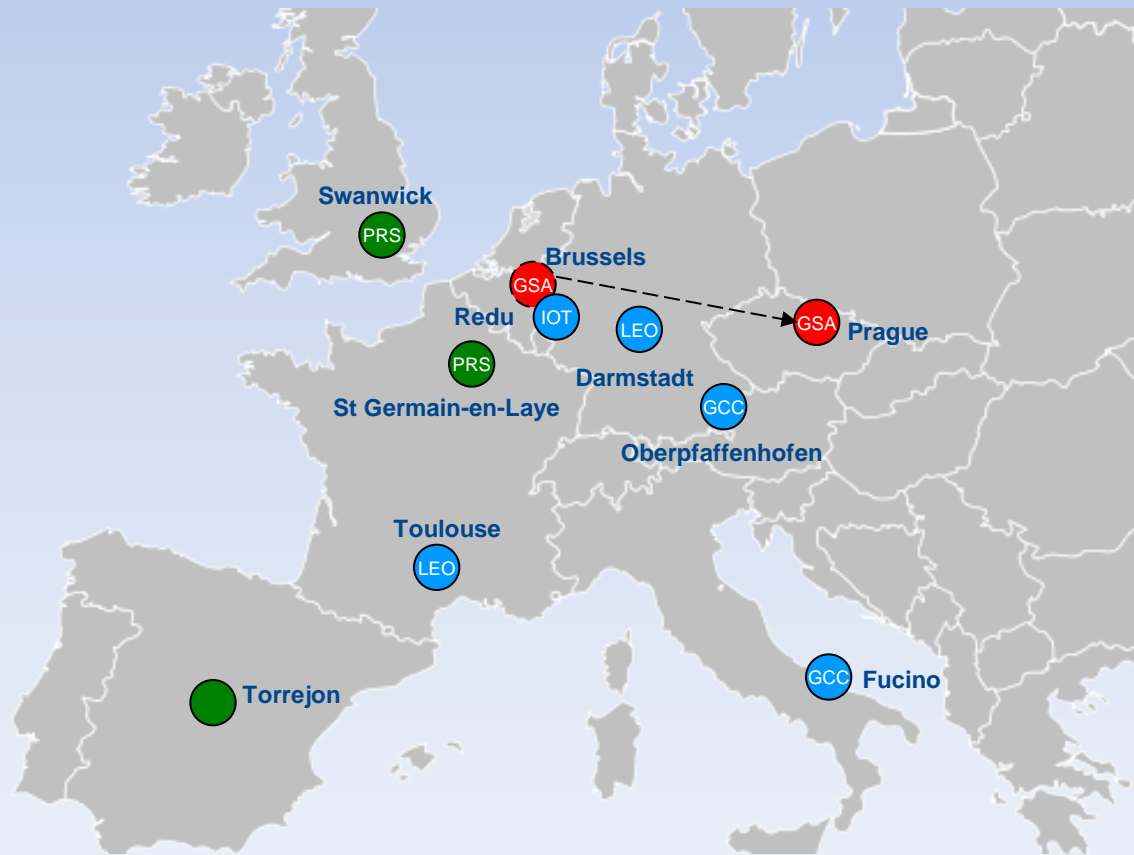 Swanwick
PRS
Brussels
GSA
Redu
IOT
LEO
GSA
Prague
PRS
Darmstadt
St Germain-en-Laye
GCC
Oberpfaffenhofen
Toulouse
LEO
Torrejon
GCC
Fucino